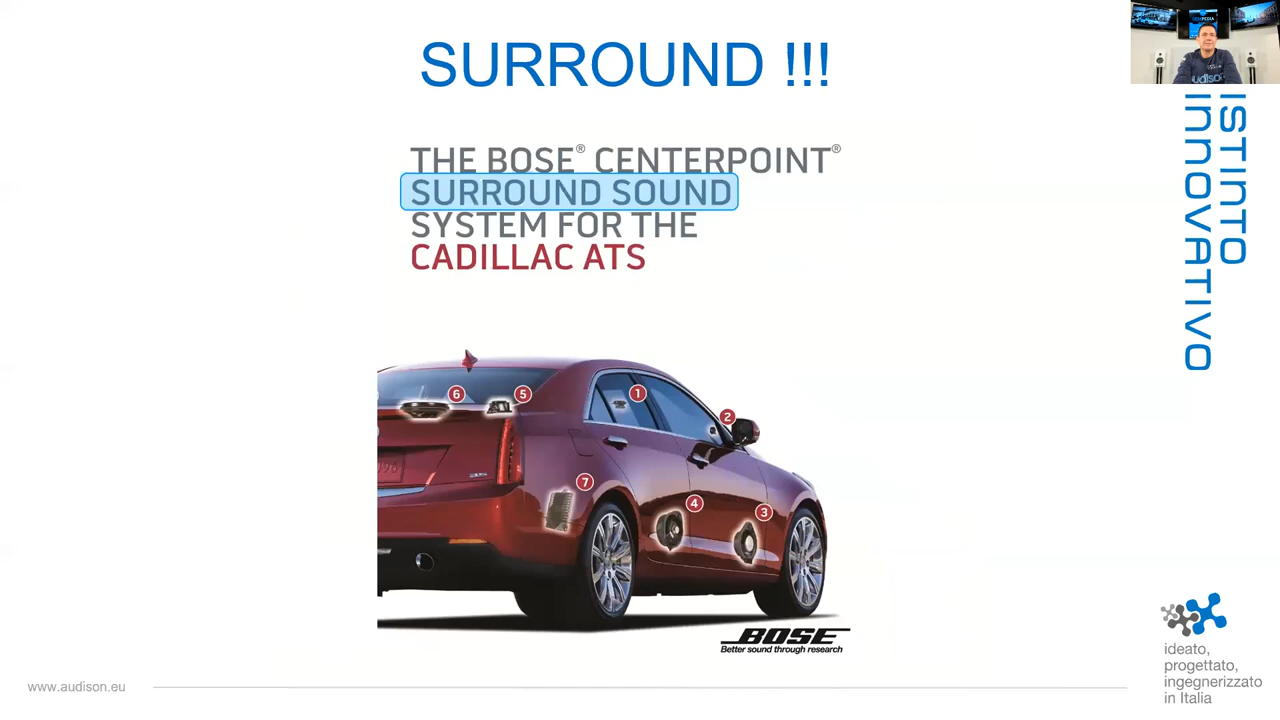 SURROUND !!!
THE BOSE® CENTERPOINT®
SURROUND SOUND
SYSTEM FOR THE
CADILLAC ATS
ISTINTO
INNOVATIVO
6
5
1
2
7
4
3
BOSE
Better sound through research
ideato,
progettato,
ingegnerizzato
in Italia
www.audison.eu